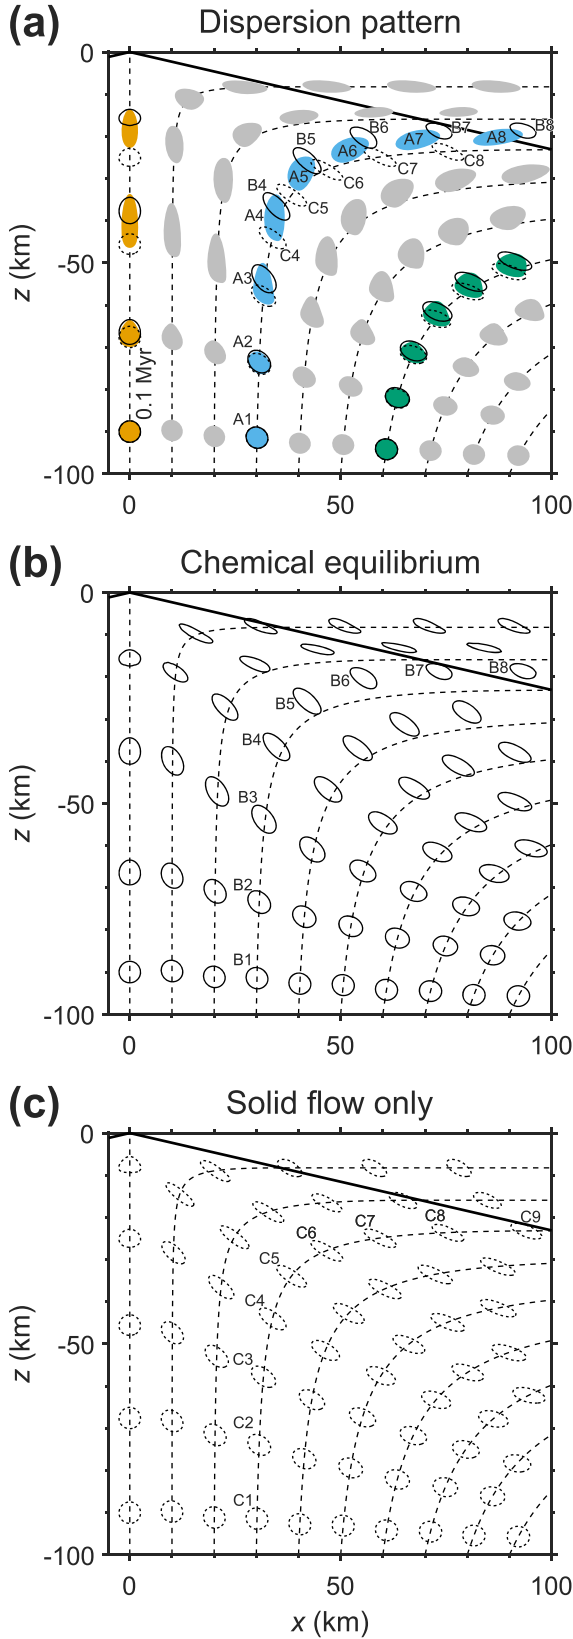 (a) Dispersion pattern
0
B5
B6
B7
B8
A5
A6
A7
A8
C6
C7
C8
B4
A4
C5
C4
A3
z (km)
-50
A2
0.1 Myr
A1
-100
0
50
100
(b) Chemical equilibrium
0
B7
B8
B6
B5
B4
z (km)
-50
B3
B2
B1
-100
0
50
100
(c) Solid flow only
0
C6
C7
C8
C9
C5
C4
z (km)
-50
C3
C2
C1
-100
0
50
100
x (km)